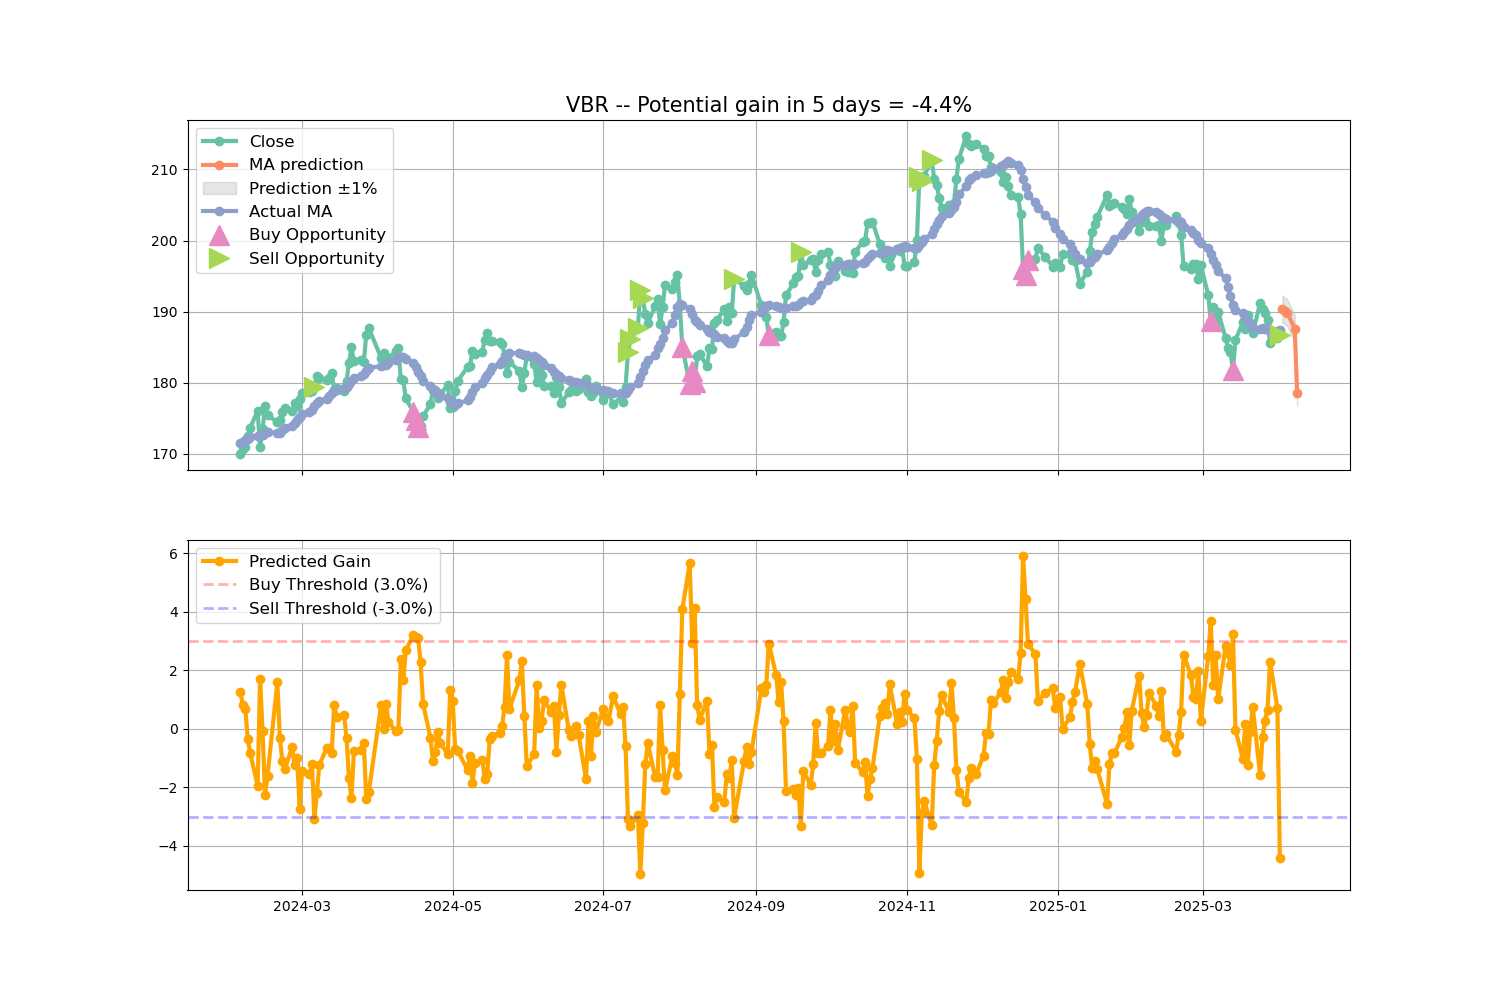 VBR -- Potential gain in 5 days = -4.4%
Close
MA prediction
Prediction ±1%
Actual MA
Buy Opportunity
Sell Opportunity
210
200
190
180
170
Predicted Gain
Buy Threshold (3.0%)
Sell Threshold (-3.0%)
6
4
2
0
−2
−4
2024-03 2024-05 2024-07 2024-09 2024-11 2025-01 2025-03